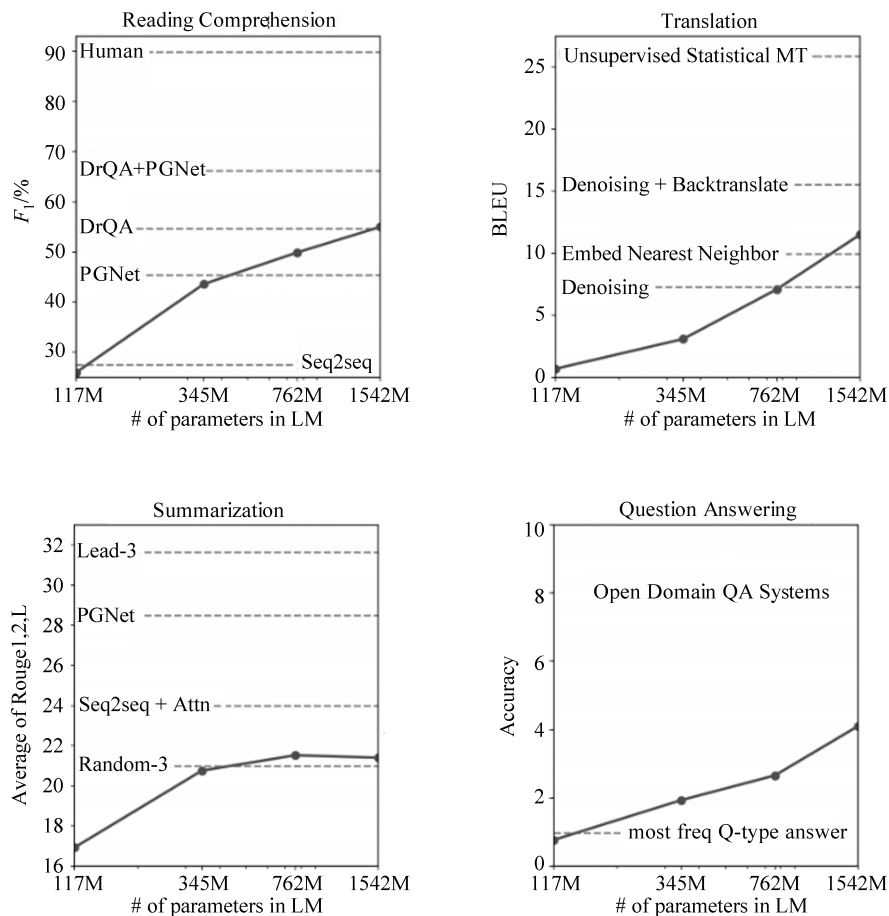 Reading Comprehension
90
80
70
60
50
40
30
F1/%
Human
DrQA+PGNet
DrQA
PGNet
Seq2seq
117M 345M 762M 1542M
# of parameters in LM
Translation
25
20
15
10
5
0
BLEU
Unsupervised Statistical MT
Denoising + Backtranslate
Embed Nearest Neighbor
Denoising
117M 345M 762M 1542M
# of parameters in LM
Summarization
32
30
28
26
24
22
20
18
16
Average of Rouge1,2,L
Lead-3
PGNet
Seq2seq + Attn
Random-3
117M 345M 762M 1542M
# of parameters in LM
Question Answering
10
8
6
4
2
0
Accuracy
Open Domain QA Systems
most freq Q-type answer
117M 345M 762M 1542M
# of parameters in LM